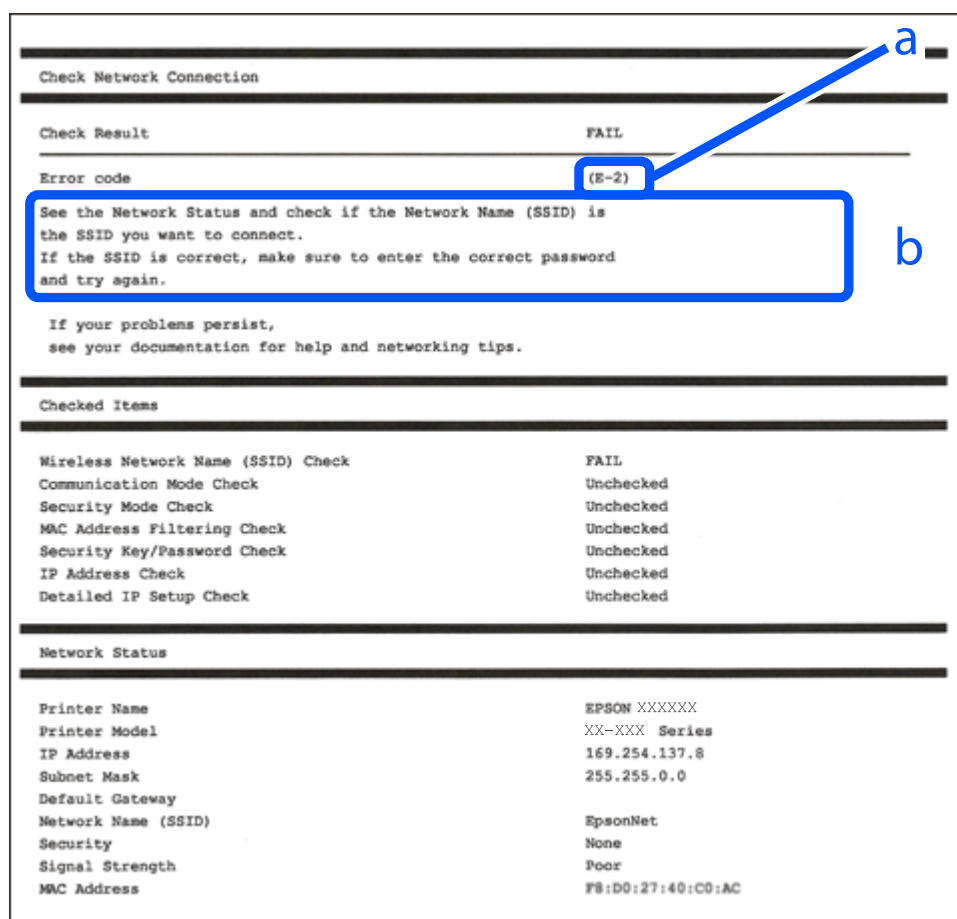 a
Check Network Connection
Check Result FAIL
Error code (E-2)
See the Network Status and check if the Network Name (SSID) is
the SSID you want to connect.
If the SSID is correct, make sure to enter the correct password
and try again.
b
If your problems persist,
see your documentation for help and networking tips.
Checked Items
Wireless Network Name (SSID) Check FAIL
Communication Mode Check Unchecked
Security Mode Check Unchecked
MAC Address Filtering Check Unchecked
Security Key/Password Check Unchecked
IP Address Check Unchecked
Detailed IP Setup Check Unchecked
Network Status
Printer Name EPSON XXXXXX
Printer Model XX-XXX Series
IP Address 169.254.137.8
Subnet Mask 255.255.0.0
Default Gateway
Network Name (SSID) EpsonNet
Security None
Signal Strength Poor
MAC Address F8:D0:27:40:C0:AC